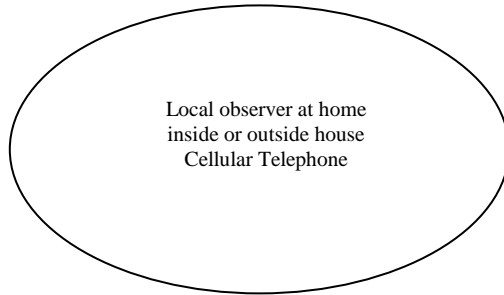 Local observer at home
inside or outside house
Cellular Telephone